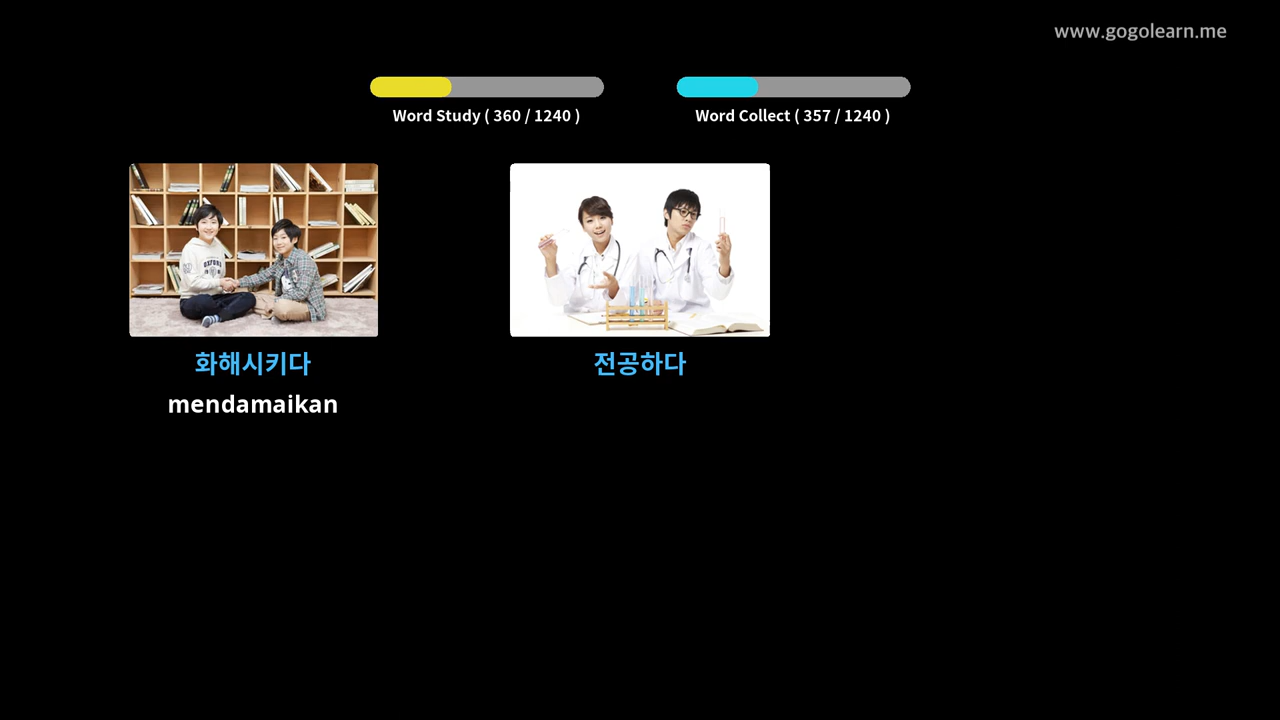 www.gogolearn.me
Word Study ( 360 / 1240 )
Word Collect ( 357 / 1240 )
화해시키다
전공하다
mendamaikan